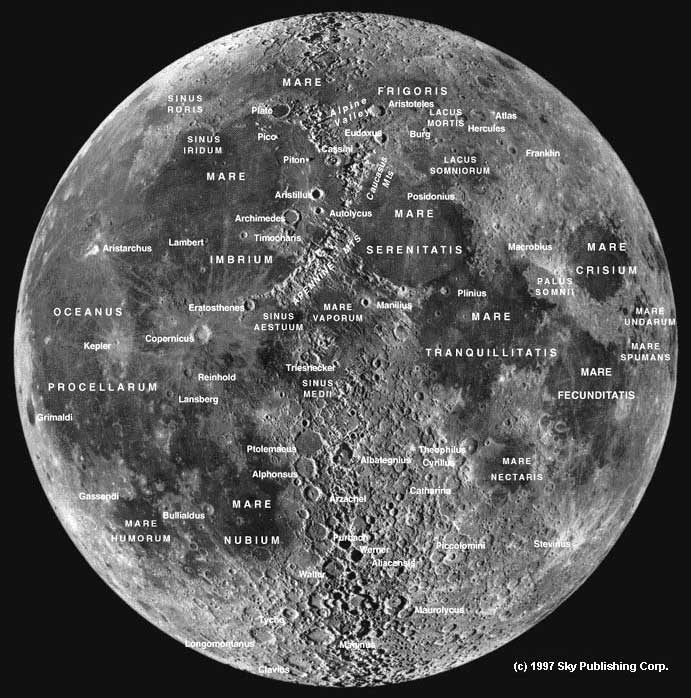 MARE
FRIGORIS
SINUS
RORIS
Plato
Alpine
Valley
Aristoteles
LACUS
MORTIS
Atlas
Hercules
Pico
Eudoxus
Burg
SINUS
IRIDUM
Cassini
Franklin
Piton
LACUS
SOMNIORUM
MARE
IMBRIUM
Caucasus
Mts
Aristillus
Posidonius
Archimedes
Autolycus
MARE
SERENITATIS
Timocharis
Lambert
Aristarchus
APENNINE MTS
Macrobius
MARE
CRISIUM
PALUS
SOMNII
Plinius
Eratosthenes
MARE
VAPORUM
Manilius
OCEANUS
PROCELLARUM
SINUS
AESTUUM
MARE
TRANQUILLITATIS
MARE
UNDARUM
Copernicus
Kepler
MARE
SPUMANS
Triesnecker
Reinhold
SINUS
MEDII
MARE
FECUNDITATIS
Lansberg
Grimaldi
Ptolemaeus
Albategnius
Theophilus
Cyrillus
MARE
NECTARIS
Alphonsus
Arzachel
Catharina
Gassendi
MARE
NUBIUM
Bullialdus
MARE
HUMORUM
Purbach
Werner
Aliacensis
Piccolomini
Stevinus
Walter
Maurolycus
Tycho
Longomontanus
Maginus
Clavius
(c) 1997 Sky Publishing Corp.